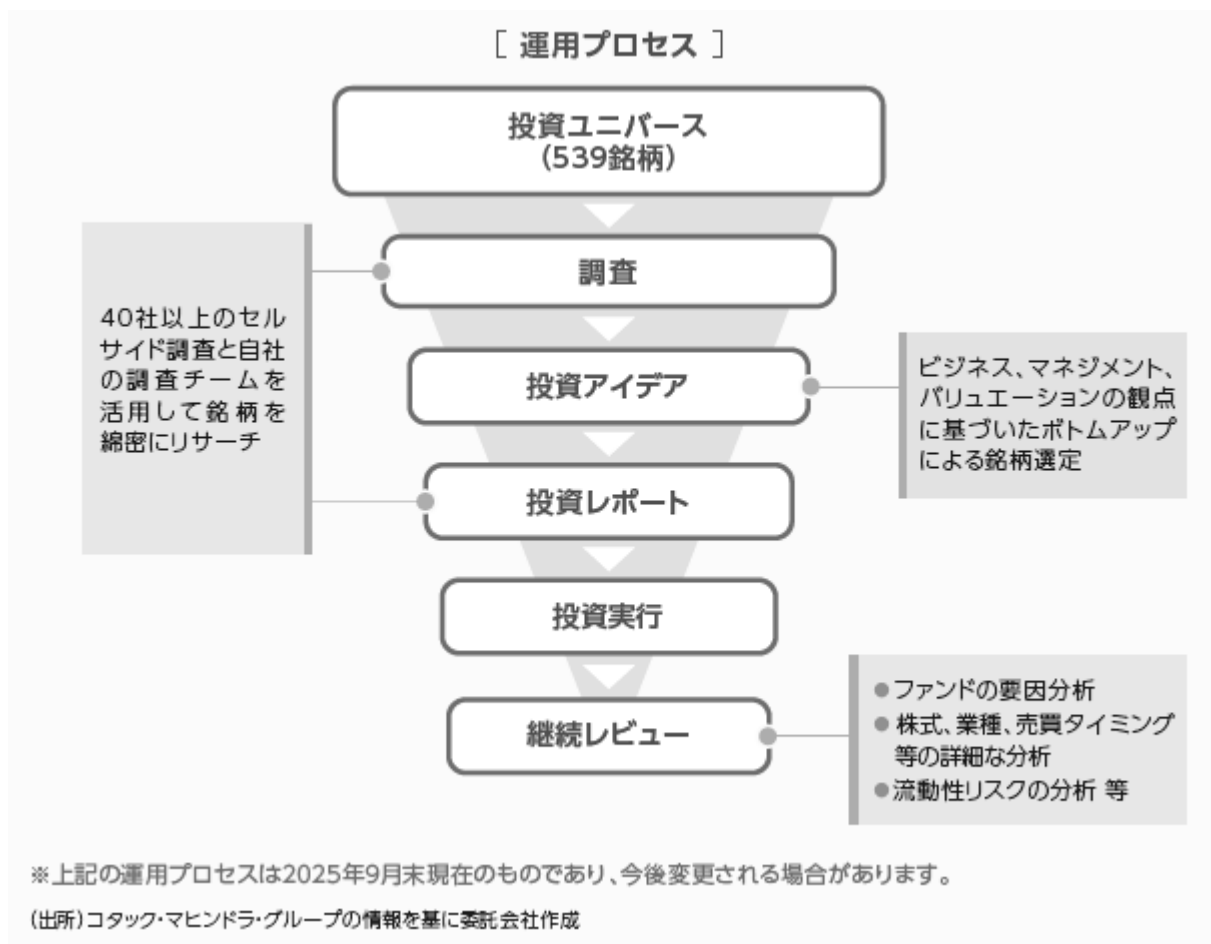 ［ 運用プロセス ］
投資ユニバース
（539銘柄）
調査
40社以上のセル
サイド調査と自社
の調査チームを
活用して銘柄を
綿密にリサーチ
投資アイデア
ビジネス、マネジメント、
バリュエーションの観点
に基づいたボトムアップ
による銘柄選定
投資レポート
投資実行
継続レビュー
●ファンドの要因分析
●株式、業種、売買タイミング
等の詳細な分析
●流動性リスクの分析 等
※上記の運用プロセスは2025年9月末現在のものであり、今後変更される場合があります。
（出所）コタック・マヒンドラ・グループの情報を基に委託会社作成